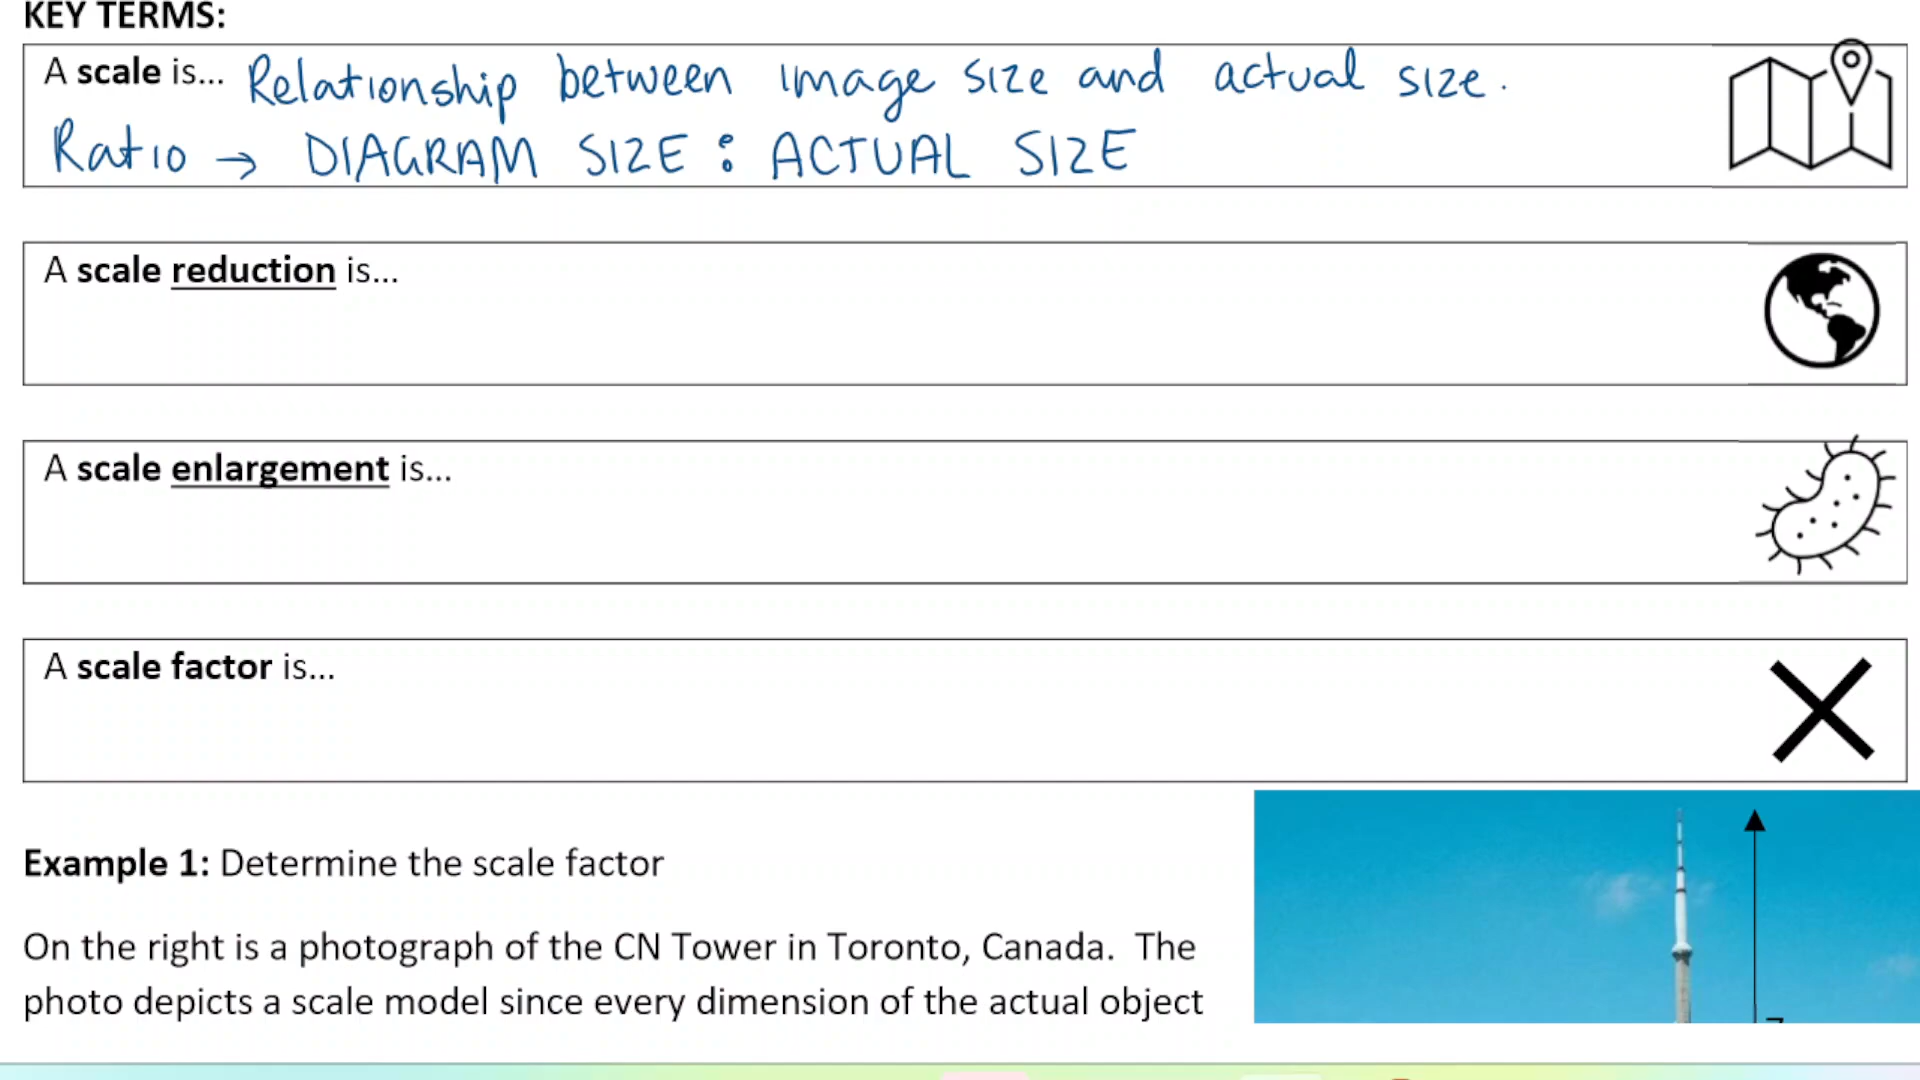 KEY TERMS:
A scale is... Relationship between image size and actual size.
Ratio → DIAGRAM SIZE : ACTUAL SIZE
A scale reduction is...
A scale enlargement is...
A scale factor is...
Example 1: Determine the scale factor
On the right is a photograph of the CN Tower in Toronto, Canada. The
photo depicts a scale model since every dimension of the actual object